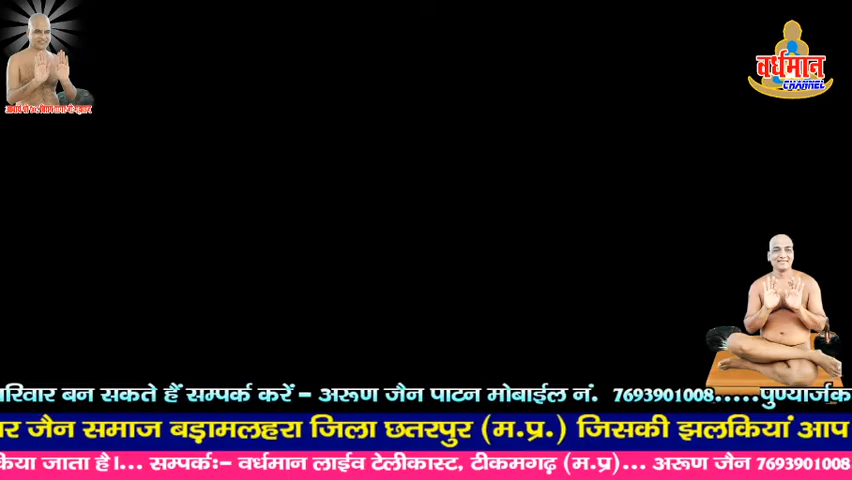 वर्धमान
CHANNEL
रिवार बन सकते हैं सम्पर्क करें - अरूण जैन पाटन मोबाईल नं. 7693901008.....पुण्यार्जक
जैन समाज बड़ामलहरा जिला छतरपुर (म.प्र.) जिसकी झलकियां आप
किया जाता है।... सम्पर्कः- वर्धमान लाईव टेलीकास्ट, टीकमगढ़ (म.प्र)... अरूण जैन 7693901008